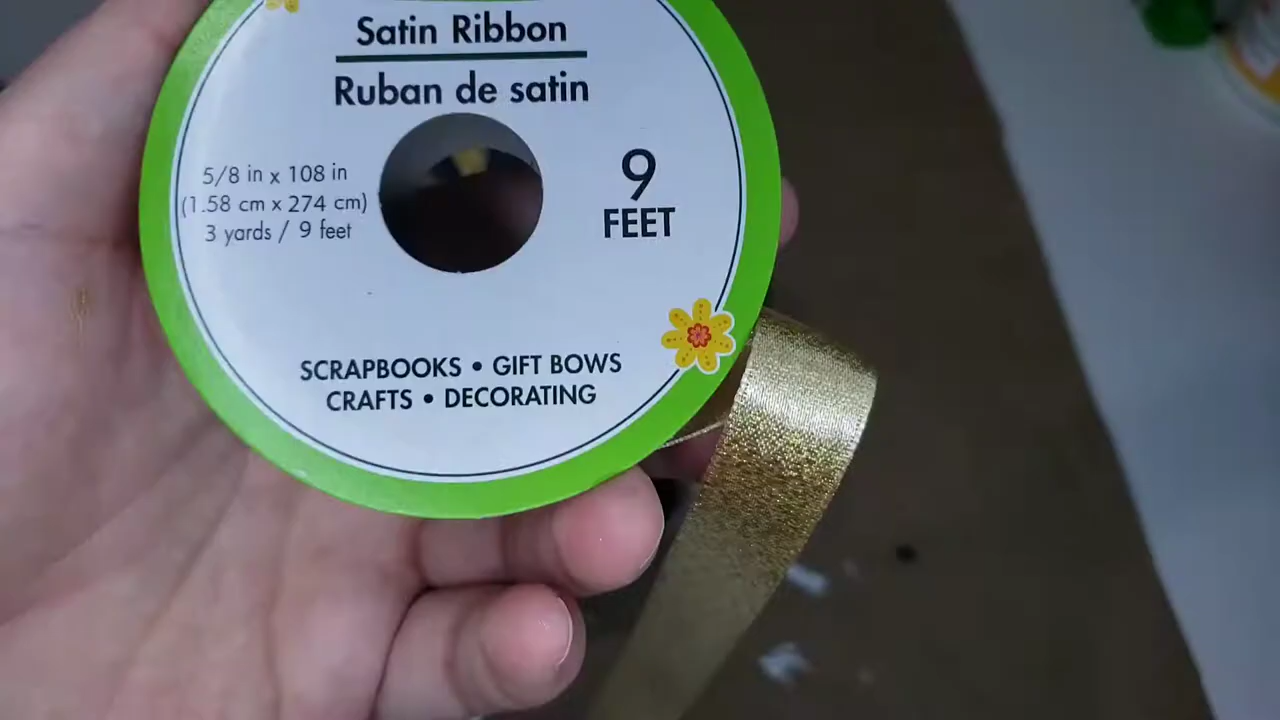 Satin Ribbon
Ruban de satin
5/8 in x 108 in
(1.58 cm x 274 cm)
3 yards / 9 feet
9
FEET
SCRAPBOOKS • GIFT BOWS
CRAFTS • DECORATING